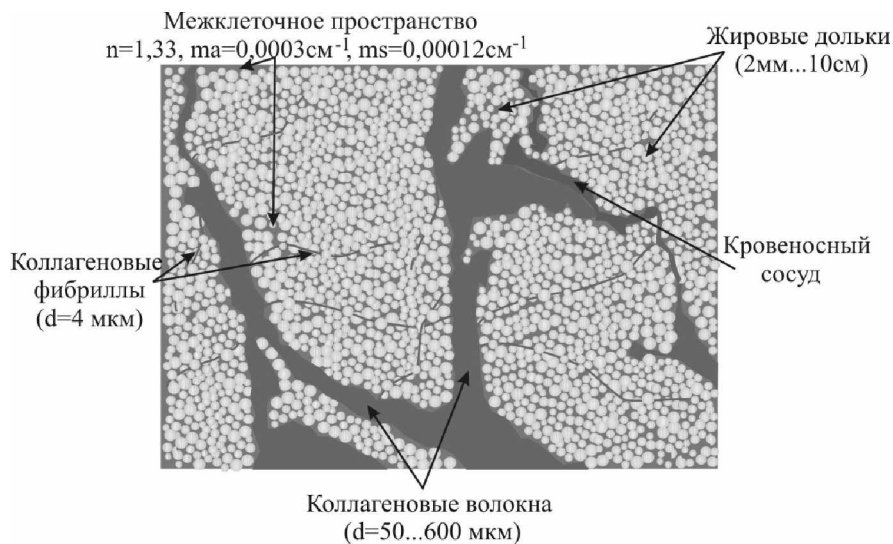 Межклеточное пространство
n=1,33, ma=0,0003см⁻¹, ms=0,00012см⁻¹
Жировые дольки
(2мм...10см)
Кровеносный
сосуд
Коллагеновые
фибриллы
(d=4 мкм)
Коллагеновые волокна
(d=50...600 мкм)